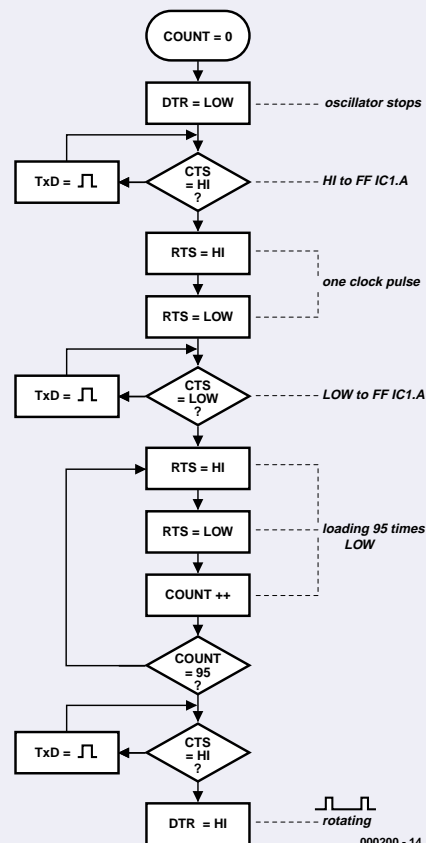 COUNT = 0
DTR = LOW
oscillator stops
TxD =
CTS
= HI
?
HI to FF IC1.A
RTS = HI
one clock pulse
RTS = LOW
TxD =
CTS
= LOW
?
LOW to FF IC1.A
RTS = HI
RTS = LOW
loading 95 times
LOW
COUNT ++
COUNT
= 95
?
TxD =
CTS
= HI
?
DTR = HI
rotating
000200 - 14